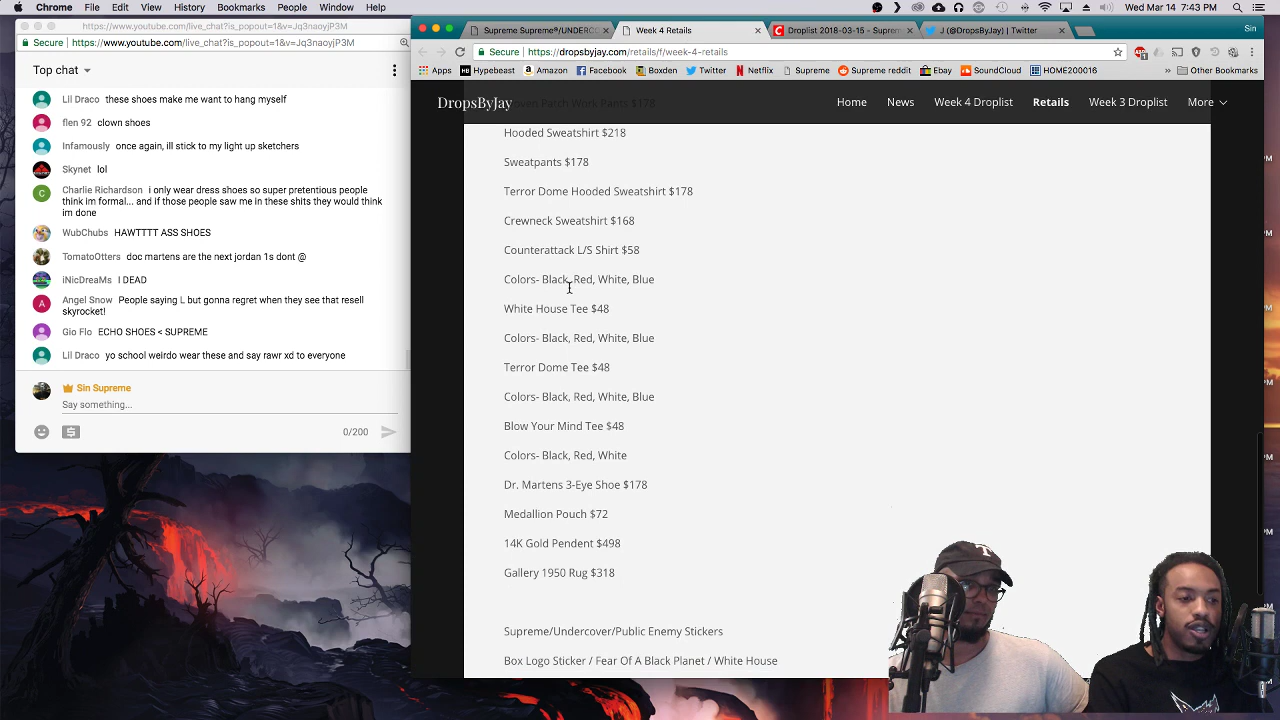 Chrome File Edit View History Bookmarks People Window Help
Wed Mar 14 7:43 PM
https://www.youtube.com/live_chat?is_popout=1&v=Jq3naoyjP3M
Secure https://www.youtube.com/live_chat?is_popout=1&v=Jq3naoyjP3M
Top chat
Lil Draco these shoes make me want to hang myself
flen 92 clown shoes
Infamously once again, ill stick to my light up sketchers
Skynet lol
Charlie Richardson i only wear dress shoes so super pretentious people
think im formal... and if those people saw me in these shits they would think
im done
WubChubs HAWTTTT ASS SHOES
TomatoOtters doc martens are the next jordan 1s dont @
iNicDreaMs I DEAD
Angel Snow People saying L but gonna regret when they see that resell
skyrocket!
Gio Flo ECHO SHOES < SUPREME
Lil Draco yo school weirdo wear these and say rawr xd to everyone
Sin Supreme
Say something...
0/200
Supreme Supreme®/UNDERCO
Week 4 Retails
Droplist 2018-03-15 - Suprem
J (@DropsByJay) | Twitter
Sin
https://dropsbyjay.com/retails/f/week-4-retails
Apps Hypebeast Amazon Facebook Boxden Twitter Netflix Supreme Reddit supreme Ebay SoundCloud HOME200016 » Other Bookmarks
DropsByJay
Home News Week 4 Droplist Retails Week 3 Droplist More
Woven Patch Work Pants $178
Hooded Sweatshirt $218
Sweatpants $178
Terror Dome Hooded Sweatshirt $178
Crewneck Sweatshirt $168
Counterattack L/S Shirt $58
Colors- Black, Red, White, Blue
White House Tee $48
Colors- Black, Red, White, Blue
Terror Dome Tee $48
Colors- Black, Red, White, Blue
Blow Your Mind Tee $48
Colors- Black, Red, White
Dr. Martens 3-Eye Shoe $178
Medallion Pouch $72
14K Gold Pendent $498
Gallery 1950 Rug $318
Supreme/Undercover/Public Enemy Stickers
Box Logo Sticker / Fear Of A Black Planet / White House